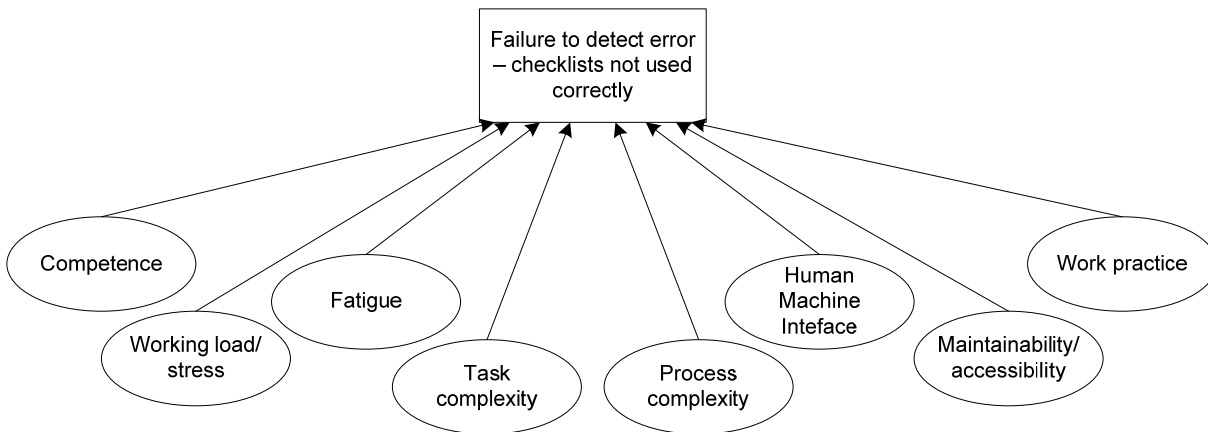 Failure to detect error
– checklists not used
correctly
Competence
Working load/
stress
Fatigue
Task
complexity
Process
complexity
Human
Machine
Inteface
Maintainability/
accessibility
Work practice